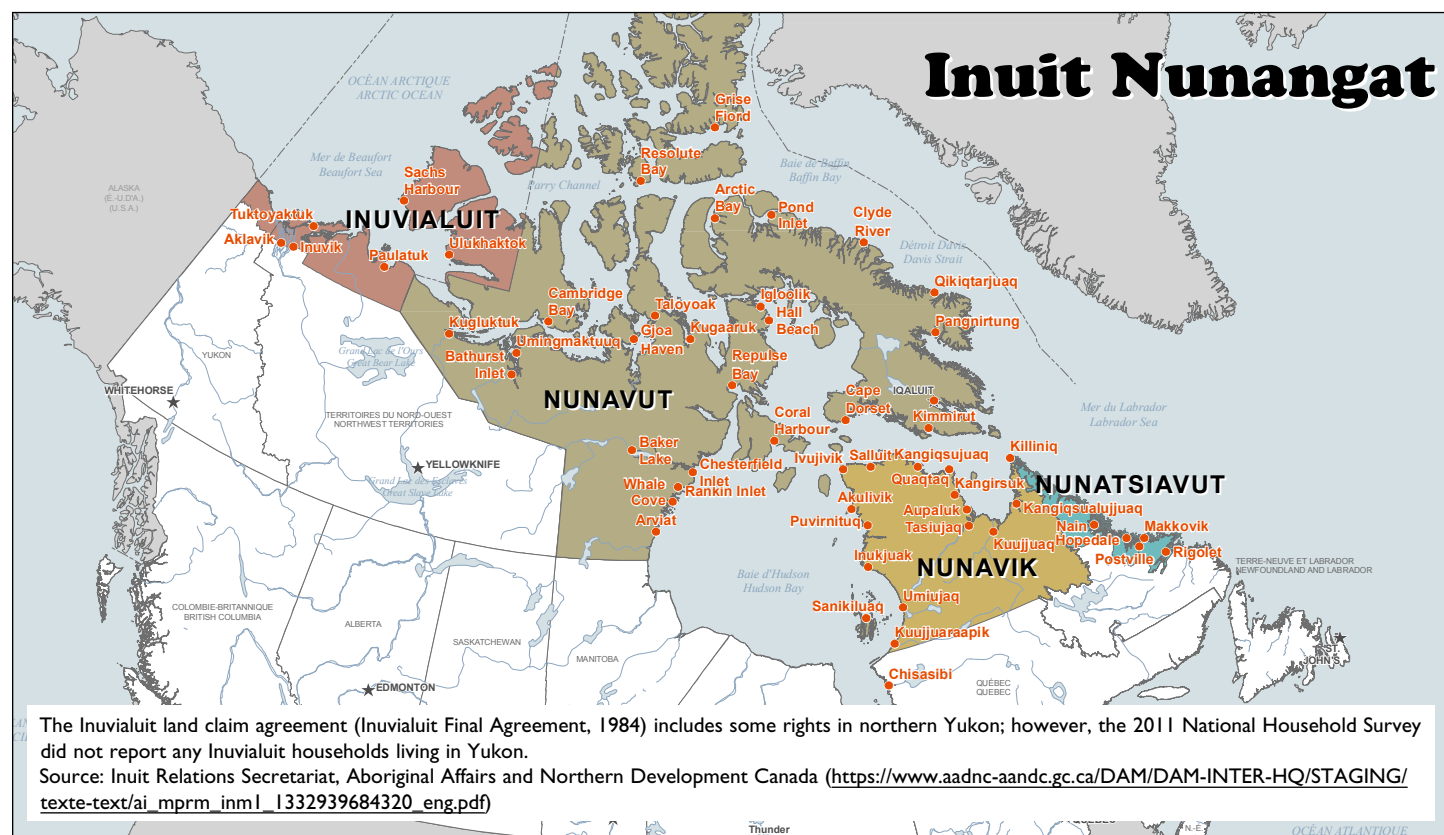 Inuit Nunangat
OCÉAN ARCTIQUE
ARCTIC OCEAN
Mer de Beaufort
Beaufort Sea
ALASKA
(É.-U.D'A.)
(U.S.A.)
Grise
Fiord
Resolute
Bay
Parry Channel
Baie de Baffin
Baffin Bay
Sachs
Harbour
INUVIALUIT
Tuktoyaktuk
Aklavik
Inuvik
Paulatuk
Ulukhaktok
Arctic
Bay
Pond
Inlet
Clyde
River
Détroit Davis
Davis Strait
Qikiqtarjuaq
Pangnirtung
Cambridge
Bay
Taloyoak
Igloolik
Hall
Beach
Kugluktuk
Umingmaktuuq
Gjoa
Haven
Kugaaruk
Bathurst
Inlet
Repulse
Bay
Grand Lac de l'Ours
Great Bear Lake
YUKON
WHITEHORSE
NUNAVUT
Cape
Dorset
IQALUIT
Kimmirut
Mer du Labrador
Labrador Sea
TERRITOIRES DU NORD-OUEST
NORTHWEST TERRITORIES
Coral
Harbour
Baker
Lake
Chesterfield
Inlet
YELLOWKNIFE
Grand Lac des Esclaves
Great Slave Lake
Whale
Cove
Rankin Inlet
Arviat
Ivujivik
Salluit
Kangiqsujuaq
Killiniq
Quaqtaq
Kangirsuk
NUNATSIAVUT
Akulivik
Aupaluk
Kangiqsualujjuaq
Puvirnituq
Tasiujaq
Nain
Makkovik
Hopedale
Kuujjuaq
Postville
Rigolet
Inukjuak
NUNAVIK
TERRE-NEUVE ET LABRADOR
NEWFOUNDLAND AND LABRADOR
Baie d'Hudson
Hudson Bay
Umiujaq
Sanikiluaq
Kuujjuaraapik
COLOMBIE-BRITANNIQUE
BRITISH COLUMBIA
ALBERTA
SASKATCHEWAN
MANITOBA
ST.
JOHN'S
Chisasibi
QUÉBEC
QUEBEC
EDMONTON
The Inuvialuit land claim agreement (Inuvialuit Final Agreement, 1984) includes some rights in northern Yukon; however, the 2011 National Household Survey
did not report any Inuvialuit households living in Yukon.
Source: Inuit Relations Secretariat, Aboriginal Affairs and Northern Development Canada (https://www.aadnc-aandc.gc.ca/DAM/DAM-INTER-HQ/STAGING/
texte-text/ai_mprm_inm1_1332939684320_eng.pdf)
Thunder
N.-É.
OCÉAN ATLANTIQUE